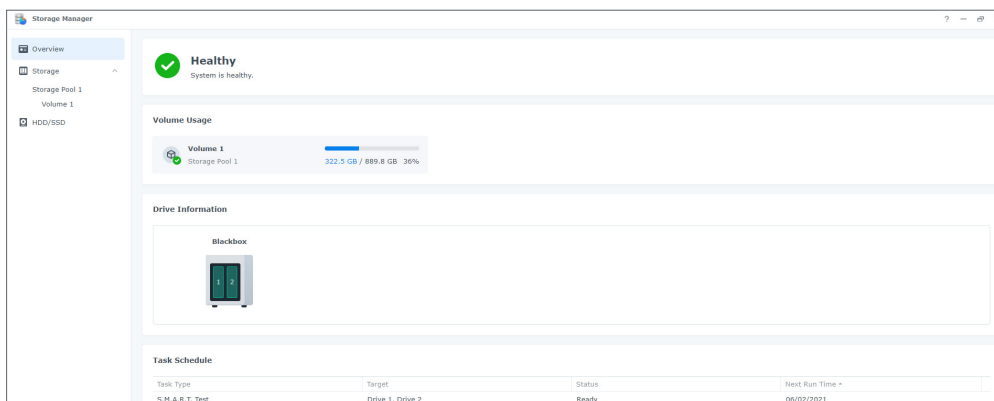 Storage Manager
?
Overview
Storage
Storage Pool 1
Volume 1
HDD/SSD
Healthy
System is healthy.
Volume Usage
Volume 1
Storage Pool 1
322.5 GB / 889.8 GB 36%
Drive Information
Blackbox
1 2
Task Schedule
Task Type Target Status Next Run Time
S.M.A.R.T. Test Drive 1, Drive 2 Ready 06/02/2021